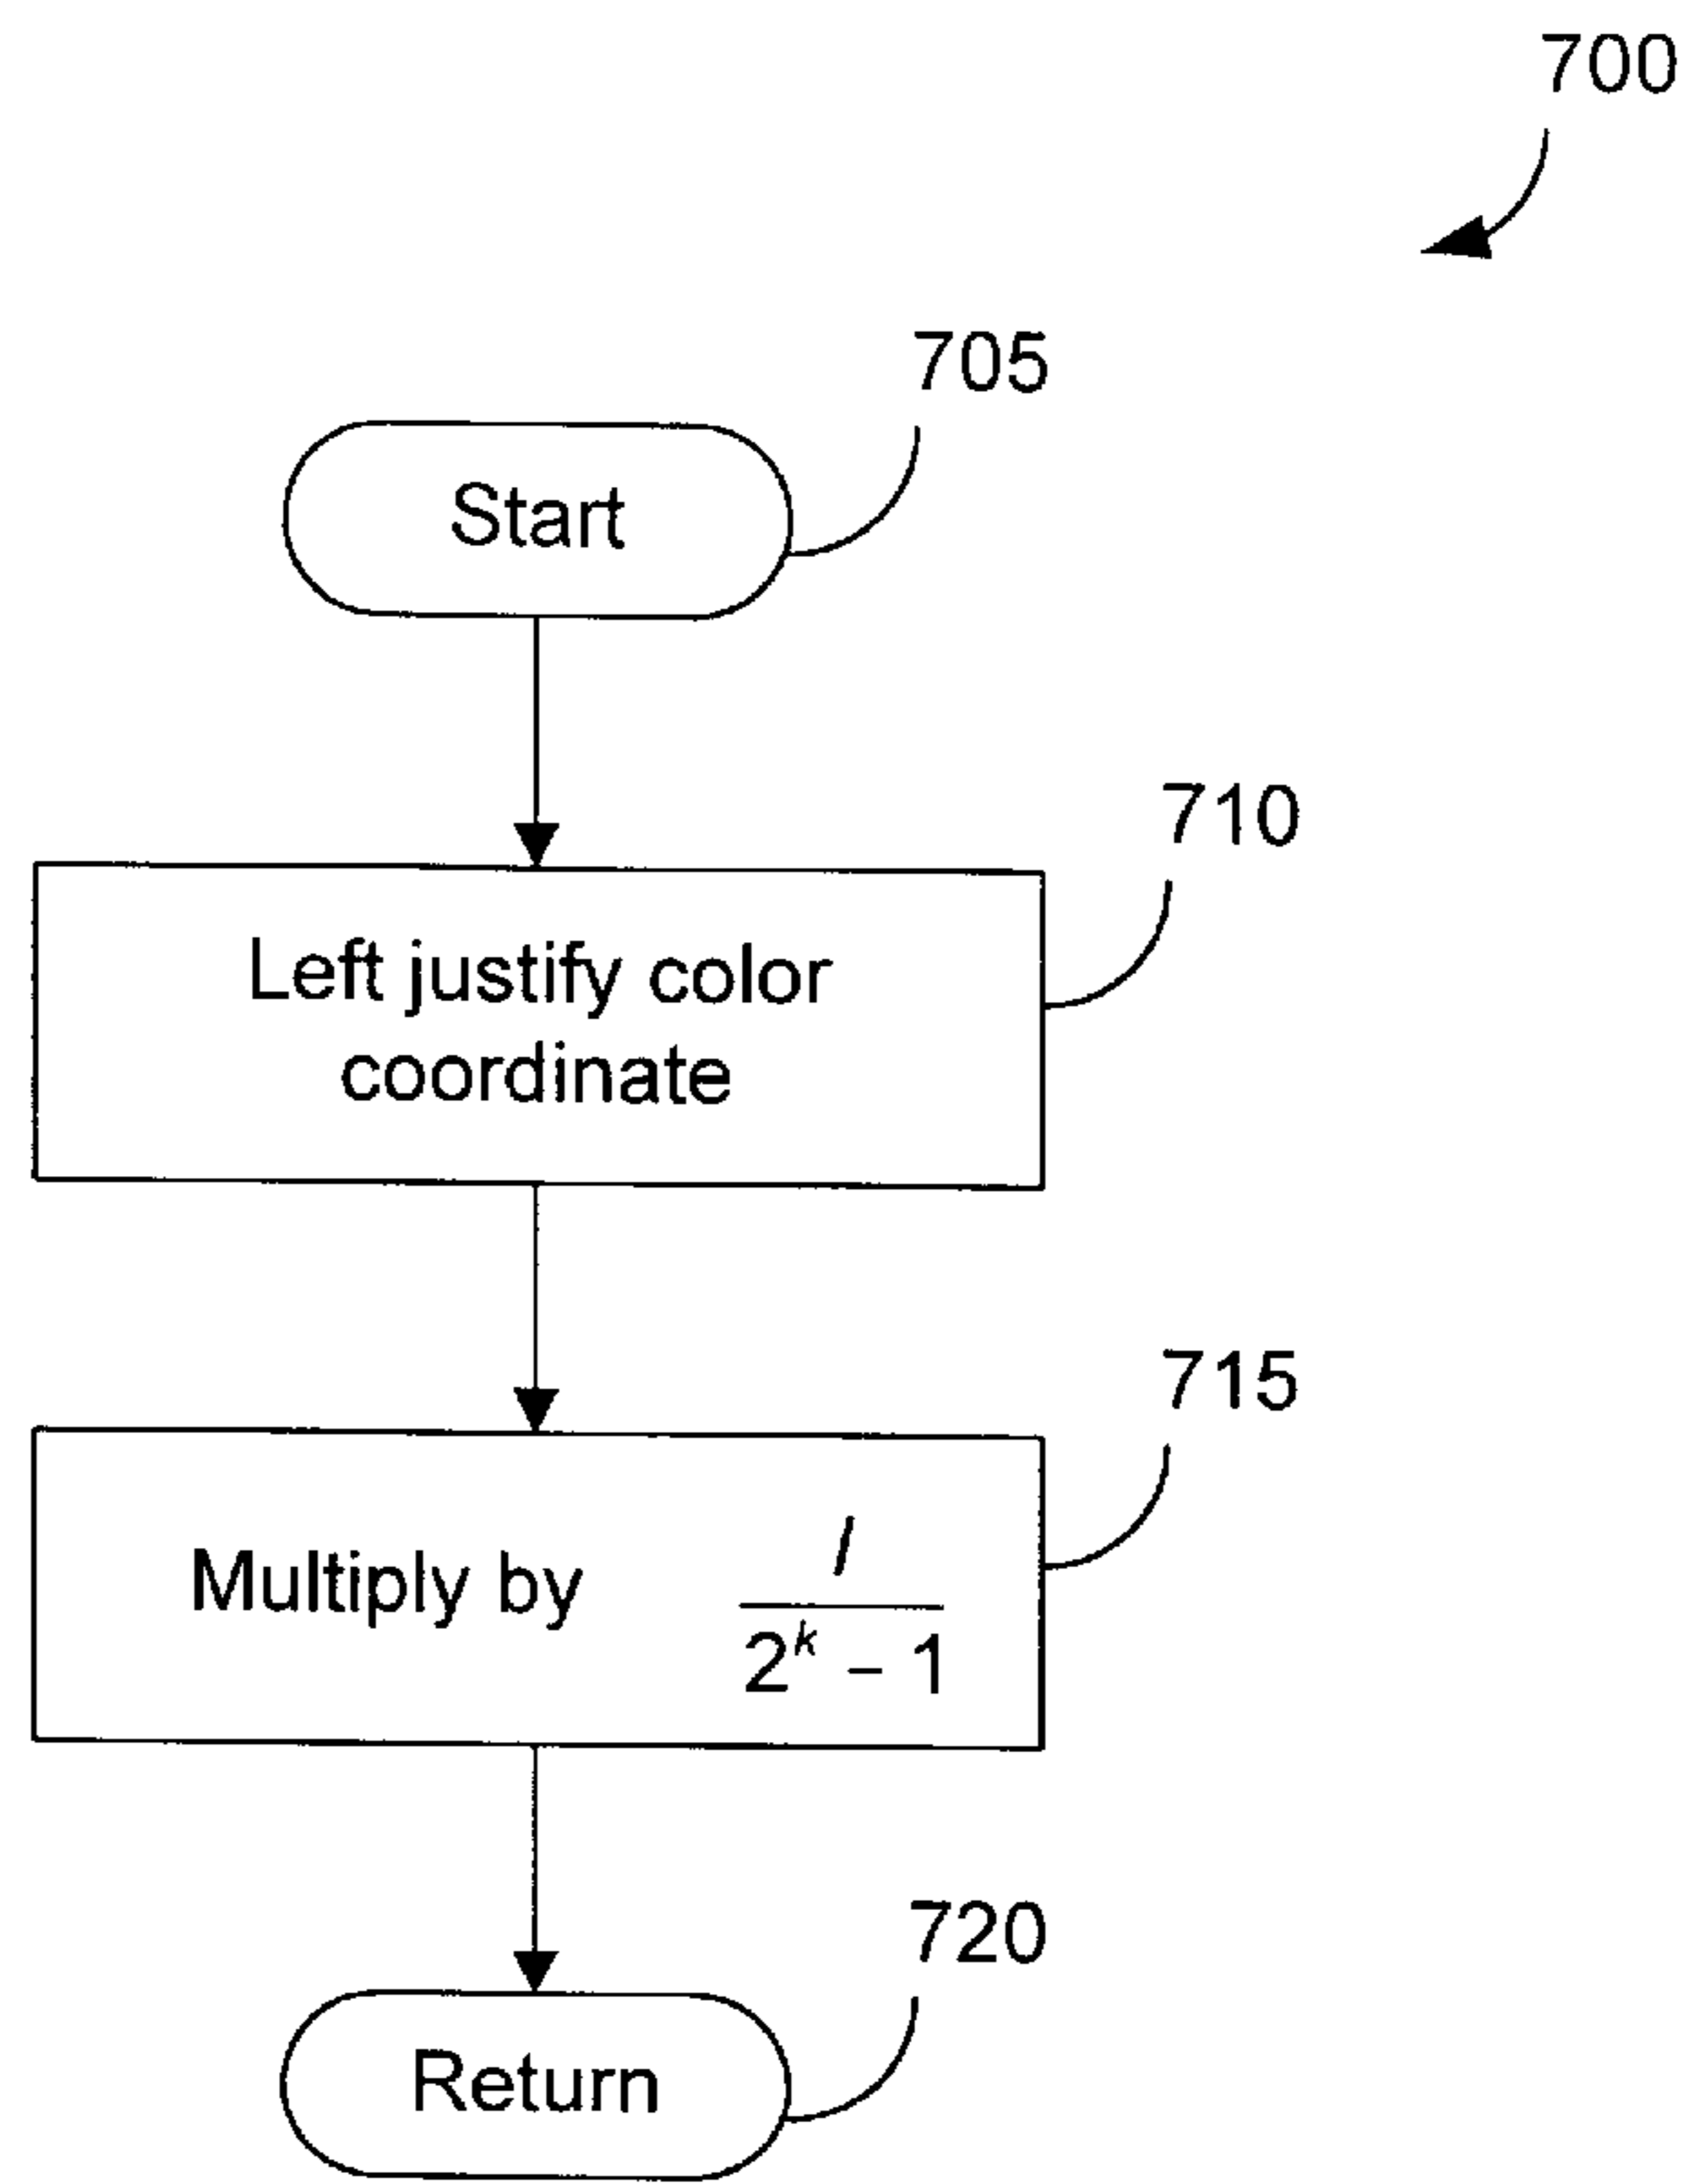 700
705
Start
710
Left justify color
coordinate
715
Multiply by I / 2^k – 1
720
Return